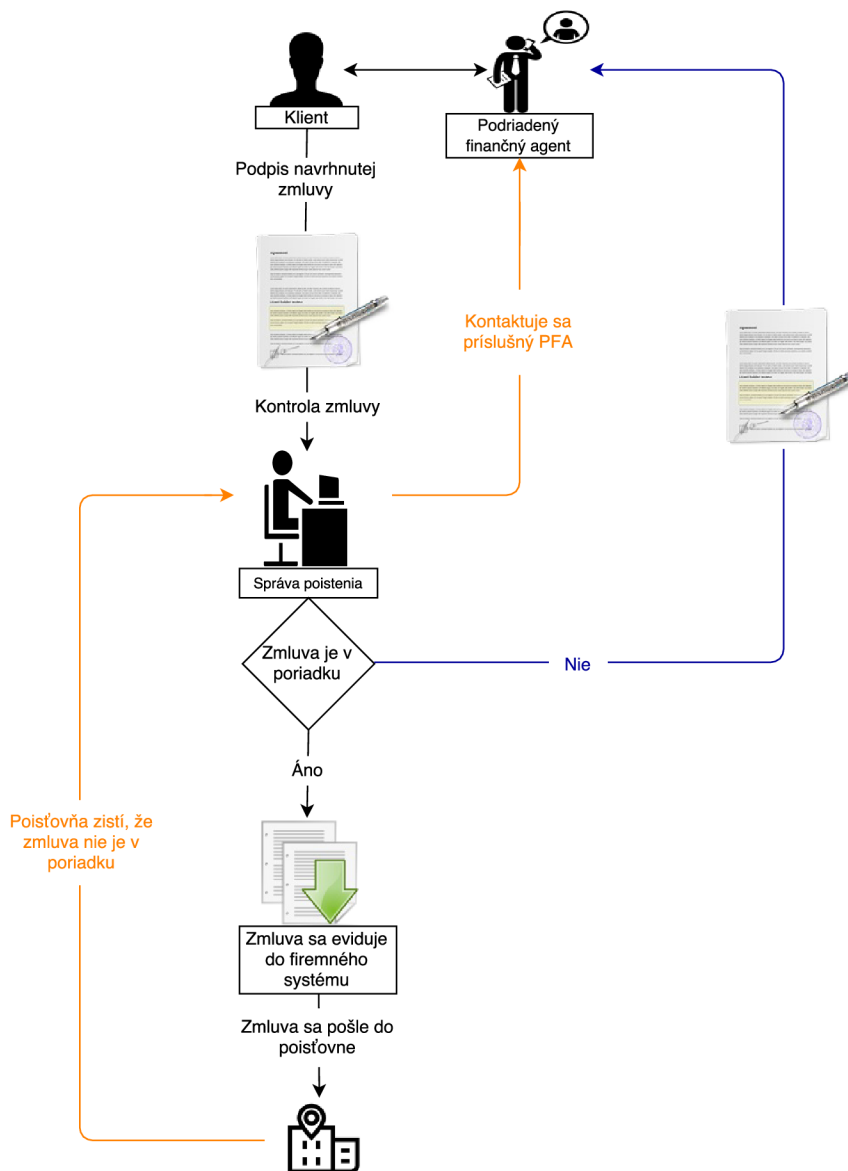 Klient
Podriadený
finančný agent
Podpis navrhnutej
zmluvy
Kontaktuje sa
príslušný PFA
Kontrola zmluvy
Správa poistenia
Zmluva je v
poriadku
Nie
Áno
Poisťovňa zistí, že
zmluva nie je v
poriadku
Zmluva sa eviduje
do firemného
systému
Zmluva sa pošle do
poisťovne